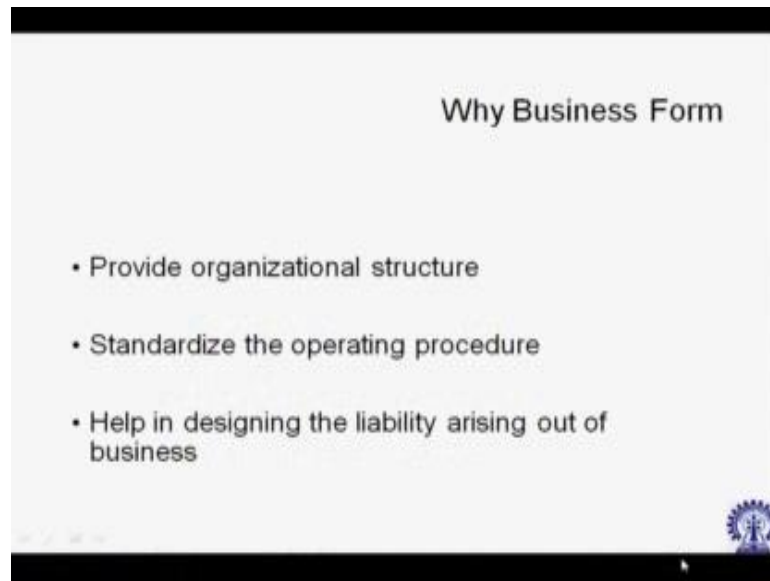 Why Business Form
• Provide organizational structure
• Standardize the operating procedure
• Help in designing the liability arising out of
business